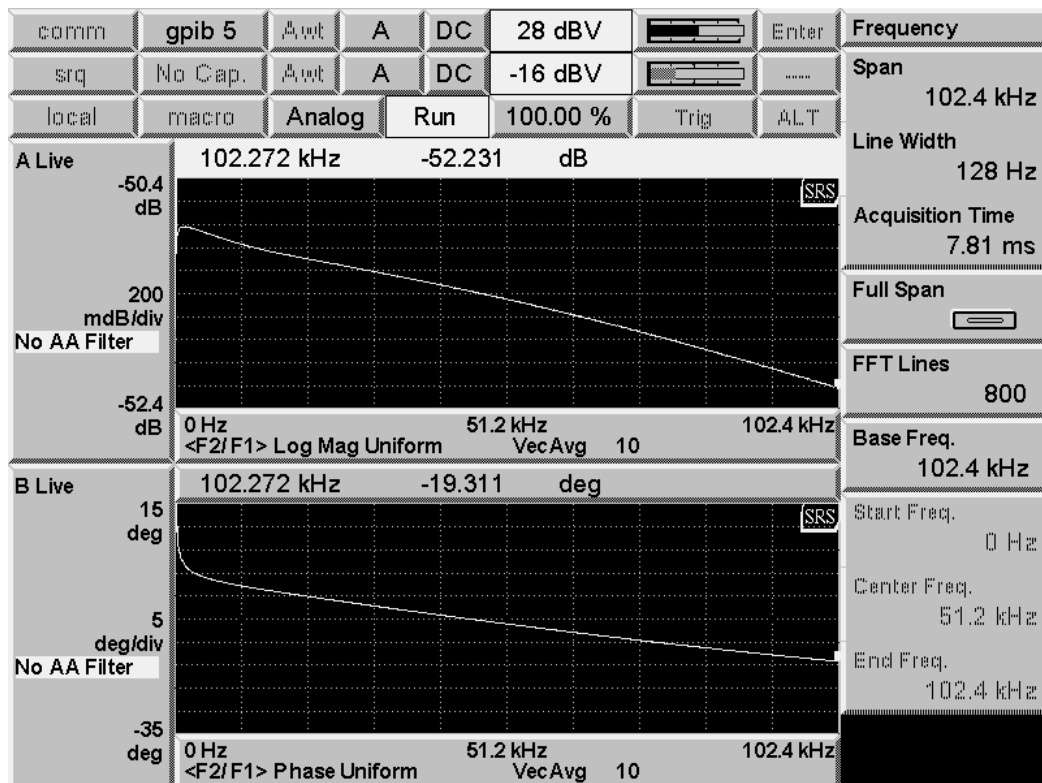 comm gpib 5 Awt A DC 28 dBV Enter
srq No Cap. Awt A DC -16 dBV
local macro Analog Run 100.00 % Trig ALT
A Live 102.272 kHz -52.231 dB
-50.4
dB
SRS
200
mdB/div
No AA Filter
-52.4
dB
0 Hz 51.2 kHz 102.4 kHz
<F2/F1> Log Mag Uniform VecAvg 10
B Live 102.272 kHz -19.311 deg
15
deg
SRS
5
deg/div
No AA Filter
-35
deg
0 Hz 51.2 kHz 102.4 kHz
<F2/F1> Phase Uniform VecAvg 10
Frequency
Span
102.4 kHz
Line Width
128 Hz
Acquisition Time
7.81 ms
Full Span
FFT Lines
800
Base Freq.
102.4 kHz
Start Freq.
0 Hz
Center Freq.
51.2 kHz
End Freq.
102.4 kHz